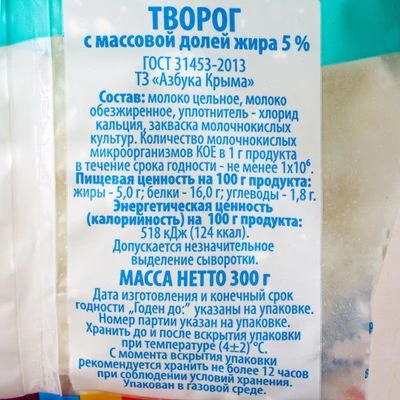 ТВОРОГ
с массовой долей жира 5 %
ГОСТ 31453-2013
ТЗ «Азбука Крыма»
Состав: молоко цельное, молоко
обезжиренное, уплотнитель - хлорид
кальция, закваска молочнокислых
культур. Количество молочнокислых
микроорганизмов КОЕ в 1 г продукта
в течение срока годности - не менее 1х10⁶.
Пищевая ценность на 100 г продукта:
жиры - 5,0 г; белки - 16,0 г; углеводы - 1,8 г.
Энергетическая ценность
(калорийность) на 100 г продукта:
518 кДж (124 ккал).
Допускается незначительное
выделение сыворотки.
МАССА НЕТТО 300 г
Дата изготовления и конечный срок
годности „Годен до:" указаны на упаковке.
Номер партии указан на упаковке.
Хранить до и после вскрытия упаковки
при температуре (4±2)˚С.
С момента вскрытия упаковки
рекомендуется хранить не более 12 часов
при соблюдении условий хранения.
Упакован в газовой среде.